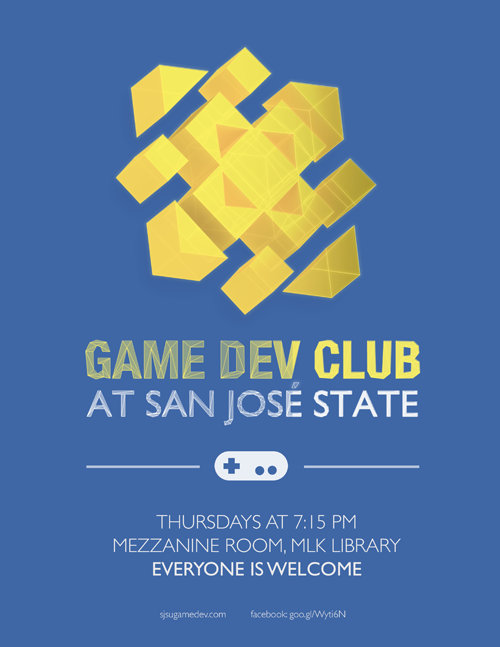 GAME DEV CLUB
AT SAN JOSÉ STATE
THURSDAYS AT 7:15 PM
MEZZANINE ROOM, MLK LIBRARY
EVERYONE IS WELCOME
sjsugamedev.com facebook: goo.gl/Wyti6N